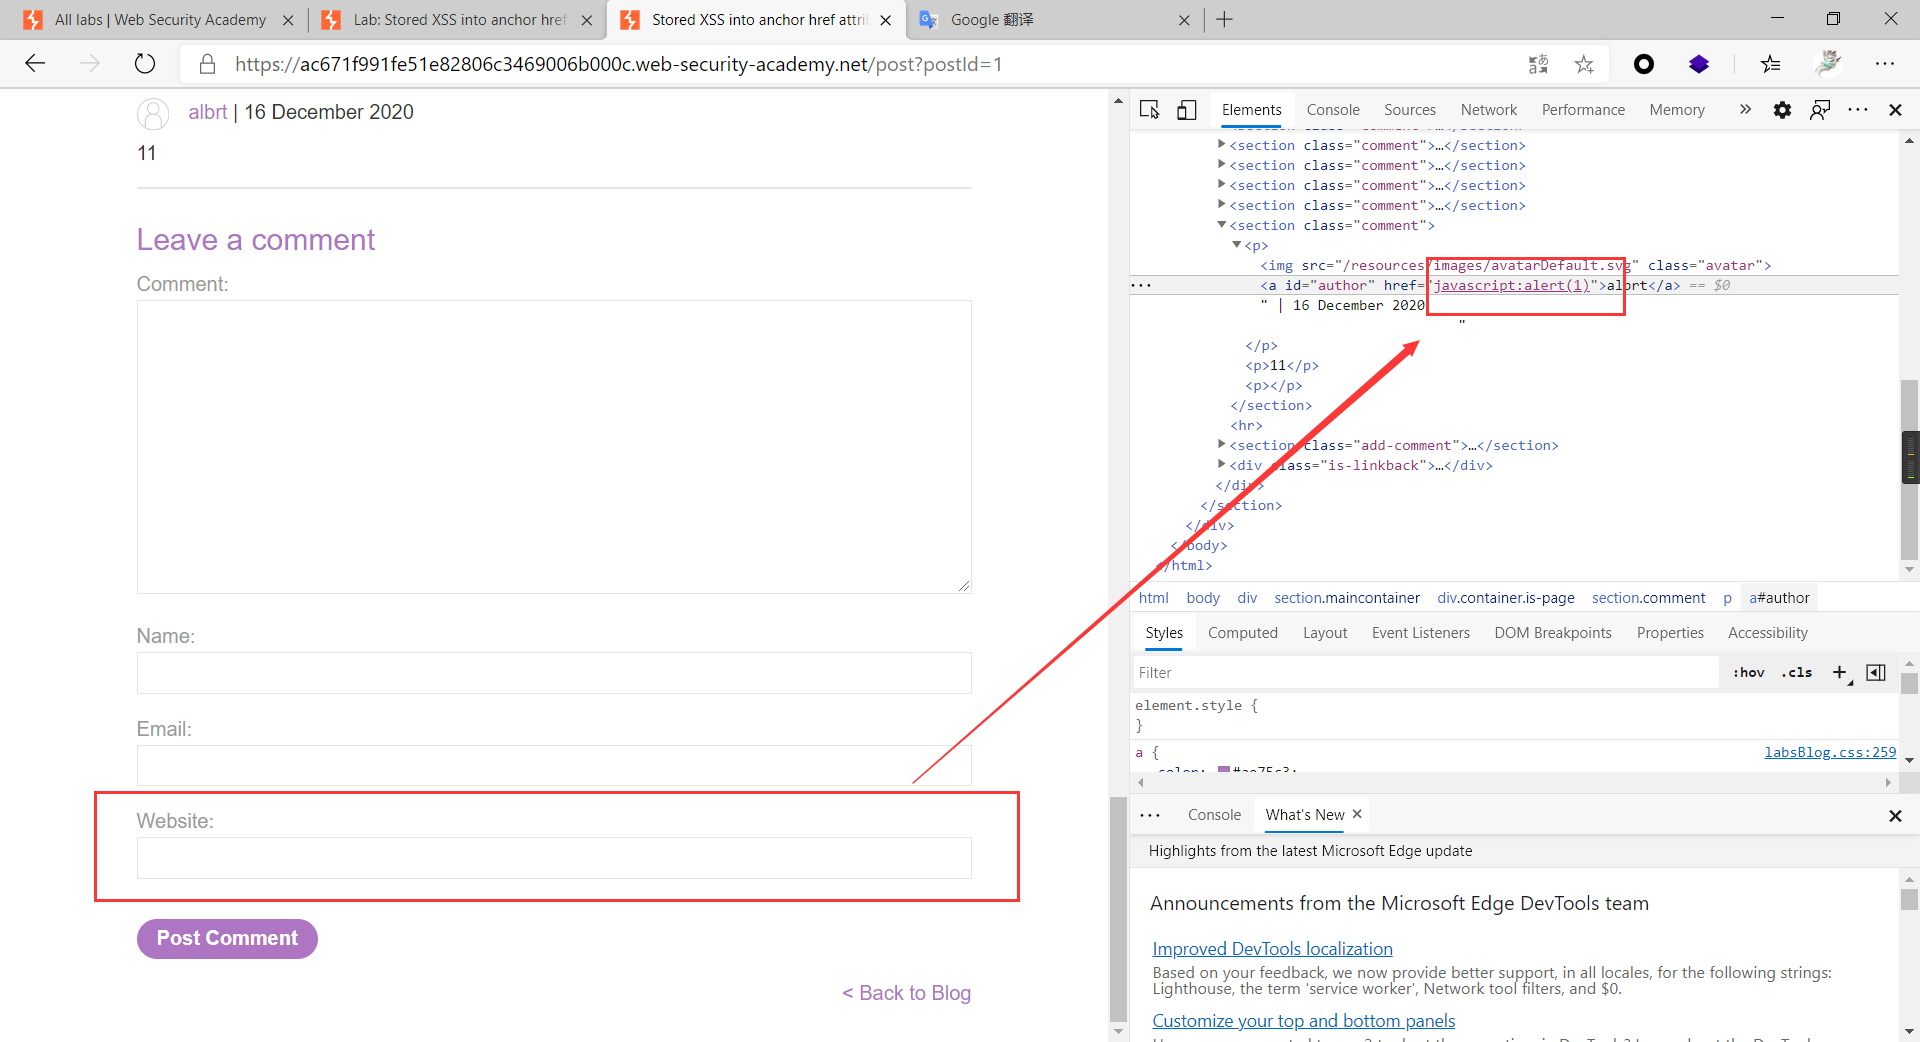 All labs | Web Security Academy
Lab: Stored XSS into anchor href
Stored XSS into anchor href attri
Google 翻译
https://ac671f991fe51e82806c3469006b000c.web-security-academy.net/post?postId=1
albrt | 16 December 2020
11
Leave a comment
Comment:
Name:
Email:
Website:
Post Comment
< Back to Blog
Elements Console Sources Network Performance Memory
<section class="comment">…</section>
<section class="comment">…</section>
<section class="comment">…</section>
<section class="comment">…</section>
<section class="comment">
<p>
<img src="/resources/images/avatarDefault.svg" class="avatar">
<a id="author" href="javascript:alert(1)">albrt</a> == $0
" | 16 December 2020
"
</p>
<p>11</p>
<p></p>
</section>
<hr>
<section class="add-comment">…</section>
<div class="is-linkback">…</div>
</div>
</section>
</div>
</body>
</html>
html body div section.maincontainer div.container.is-page section.comment p a#author
Styles Computed Layout Event Listeners DOM Breakpoints Properties Accessibility
Filter
:hov .cls
element.style {
}
a {
labsBlog.css:259
color: #ae75c3;
Console What's New
Highlights from the latest Microsoft Edge update
Announcements from the Microsoft Edge DevTools team
Improved DevTools localization
Based on your feedback, we now provide better support, in all locales, for the following strings:
Lighthouse, the term 'service worker', Network tool filters, and $0.
Customize your top and bottom panels